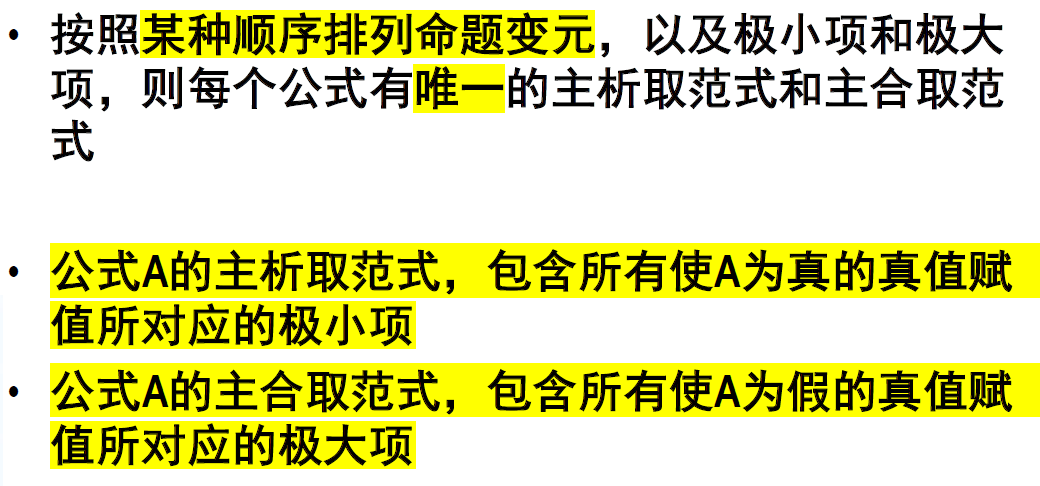 • 按照某种顺序排列命题变元，以及极小项和极大
项，则每个公式有唯一的主析取范式和主合取范
式
• 公式A的主析取范式，包含所有使A为真的真值赋
值所对应的极小项
• 公式A的主合取范式，包含所有使A为假的真值赋
值所对应的极大项